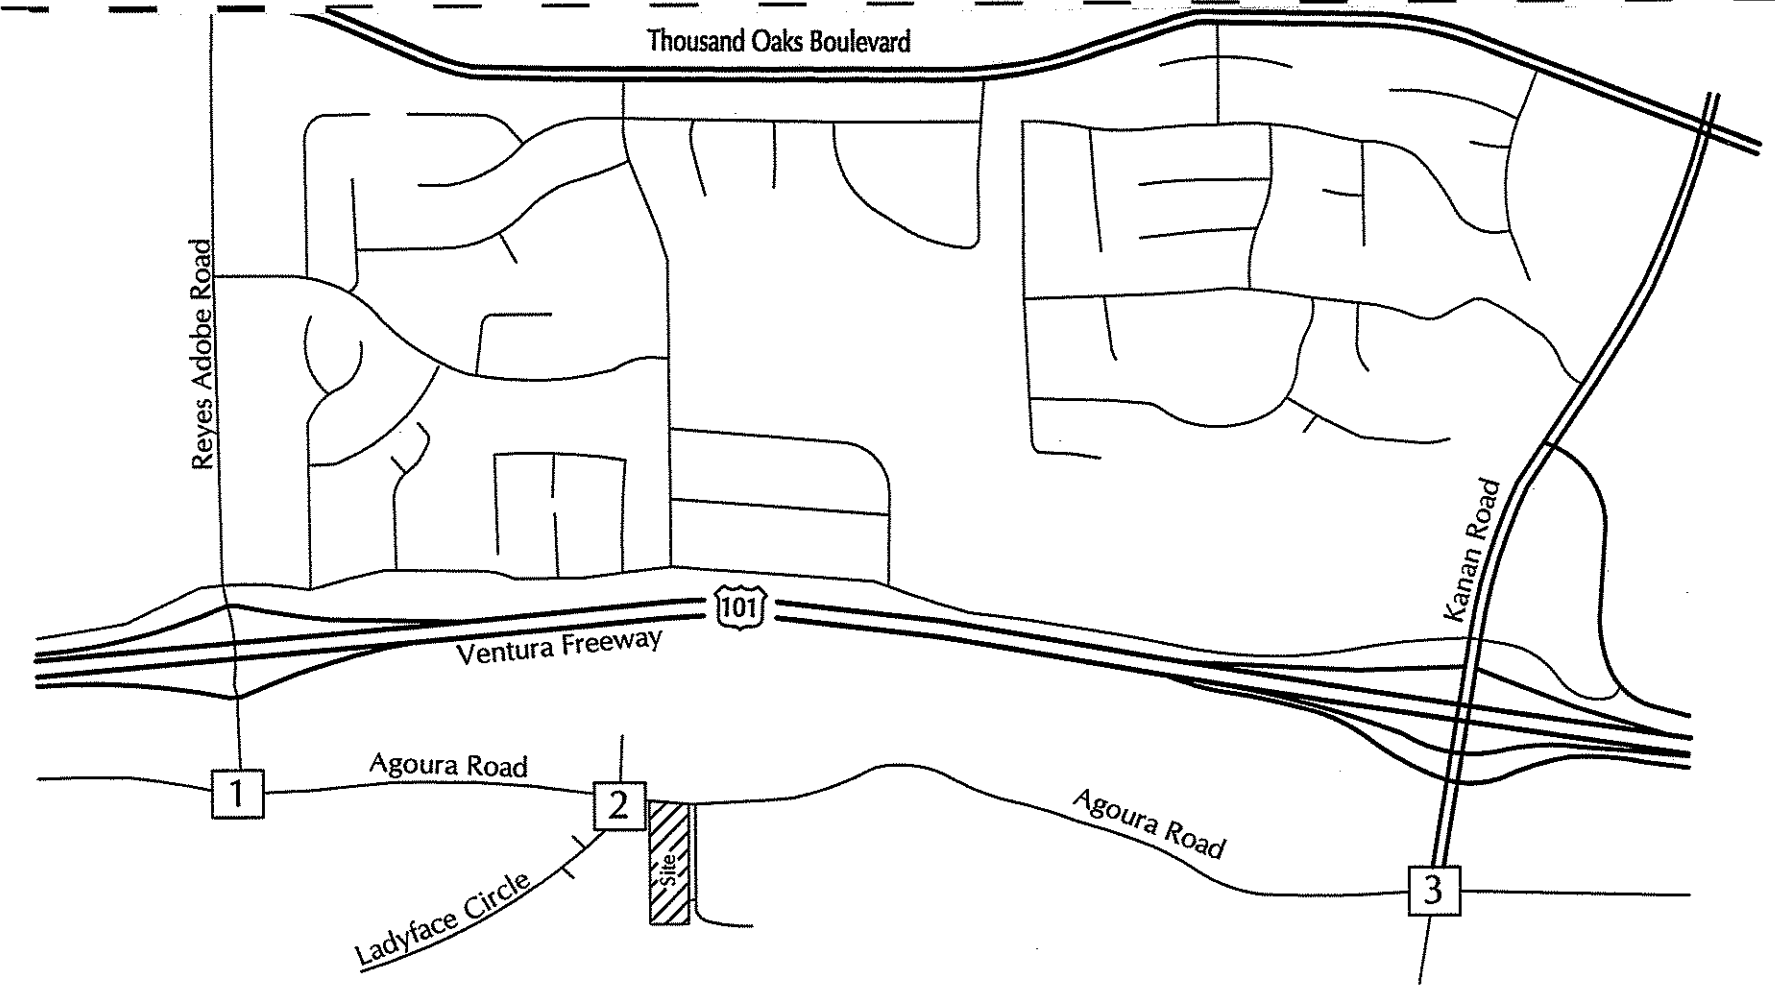 Thousand Oaks Boulevard
Reyes Adobe Road
Kanan Road
101
Ventura Freeway
Agoura Road
1
2
Agoura Road
Site
Ladyface Circle
3